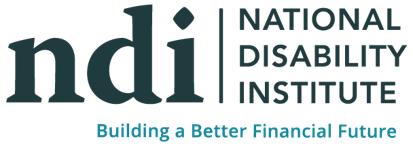 ndi
NATIONAL
DISABILITY
INSTITUTE
Building a Better Financial Future